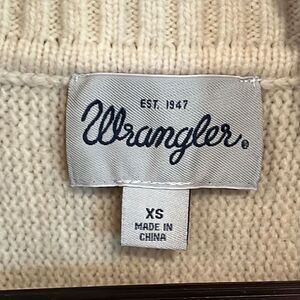 EST. 1947
Wrangler®
XS
MADE IN
CHINA